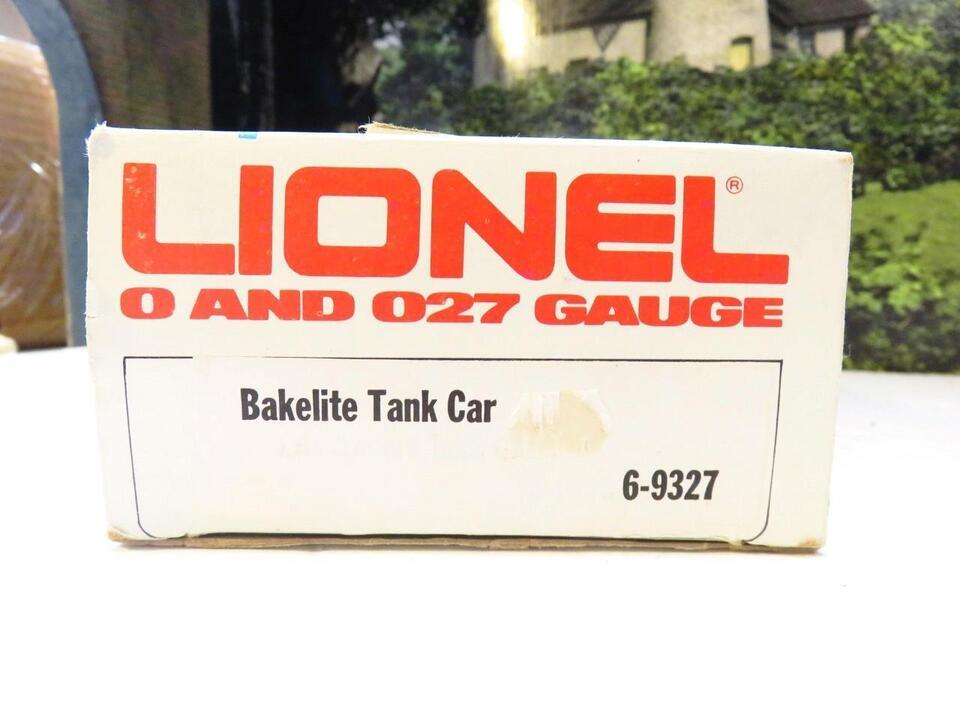 LIONEL®
O AND O27 GAUGE
Bakelite Tank Car
6-9327